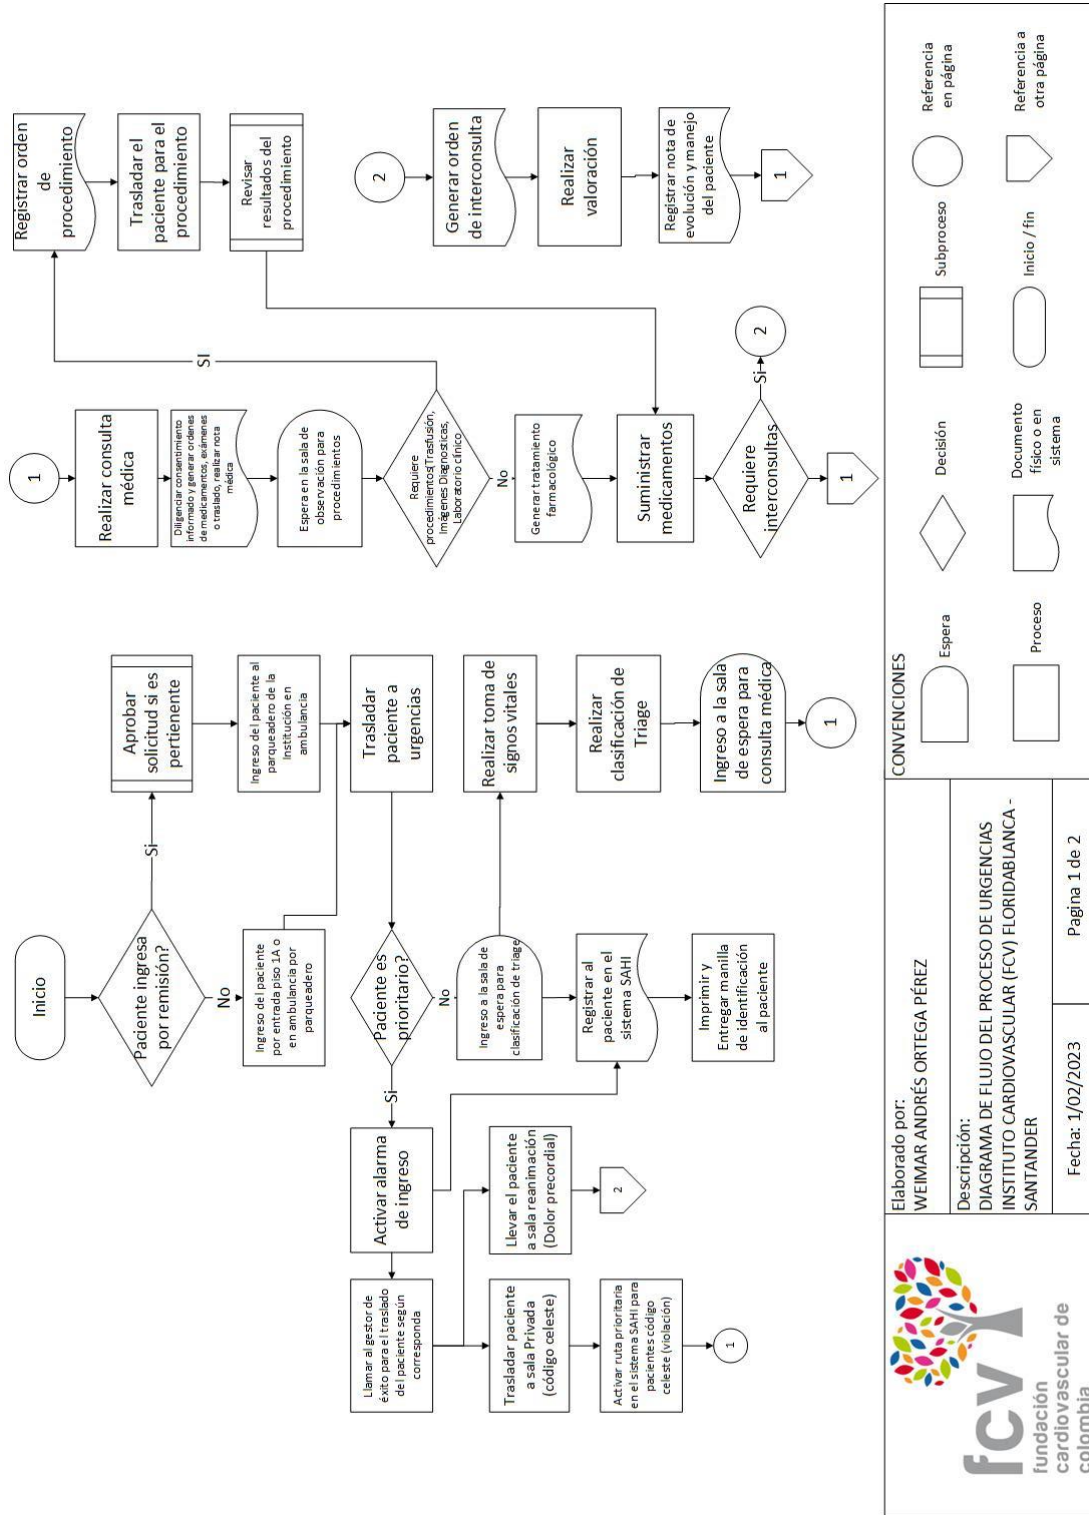 Inicio
Paciente ingresa
por remisión?
Si
Aprobar
solicitud si es
pertienente
No
Ingreso del paciente
por entrada piso 1A o
en ambulancia por
parqueadero
Ingreso del paciente al
parqueadero de la
Institución en
ambulancia
Trasladar
paciente a
urgencias
Paciente es
prioritario?
Si
Activar alarma
de ingreso
Llamar al gestor de
éxito para el traslado
del paciente según
corresponda
No
Ingreso a la sala de
espera para
clasificación de triage
Realizar toma de
signos vitales
Llevar el paciente
a sala reanimación
(Dolor precordial)
2
Trasladar paciente
a sala Privada
(código celeste)
Activar ruta prioritaria
en el sistema SAHI para
pacientes código
celeste (violación)
1
Registrar al
paciente en el
sistema SAHI
Imprimir y
Entregar manilla
de identificación
al paciente
Realizar
clasificación de
Triage
Ingreso a la sala
de espera para
consulta médica
1
1
Realizar consulta
médica
Diligenciar consentimiento
informado y generar ordenes
de medicamentos, exámenes
o traslado, realizar nota
médica
Espera en la sala de
observación para
procedimientos
Requiere
procedimientos(Trasfusión,
Imágenes Diagnosticas,
Laboratorio clínico
SI
Registrar orden
de
procedimiento
Trasladar el
paciente para el
procedimiento
Revisar
resultados del
procedimiento
No
Generar tratamiento
farmacológico
Suministrar
medicamentos
Requiere
interconsultas
Si
2
1
2
Generar orden
de interconsulta
Realizar
valoración
Registrar nota de
evolución y manejo
del paciente
1
fcv
fundación
cardiovascular de
colombia
Elaborado por:
WEIMAR ANDRÉS ORTEGA PÉREZ
Descripción:
DIAGRAMA DE FLUJO DEL PROCESO DE URGENCIAS
INSTITUTO CARDIOVASCULAR (FCV) FLORIDABLANCA -
SANTANDER
Fecha: 1/02/2023
Pagina 1 de 2
CONVENCIONES
Espera
Decisión
Subproceso
Referencia
en página
Proceso
Documento
físico o en
sistema
Inicio / fin
Referencia a
otra página